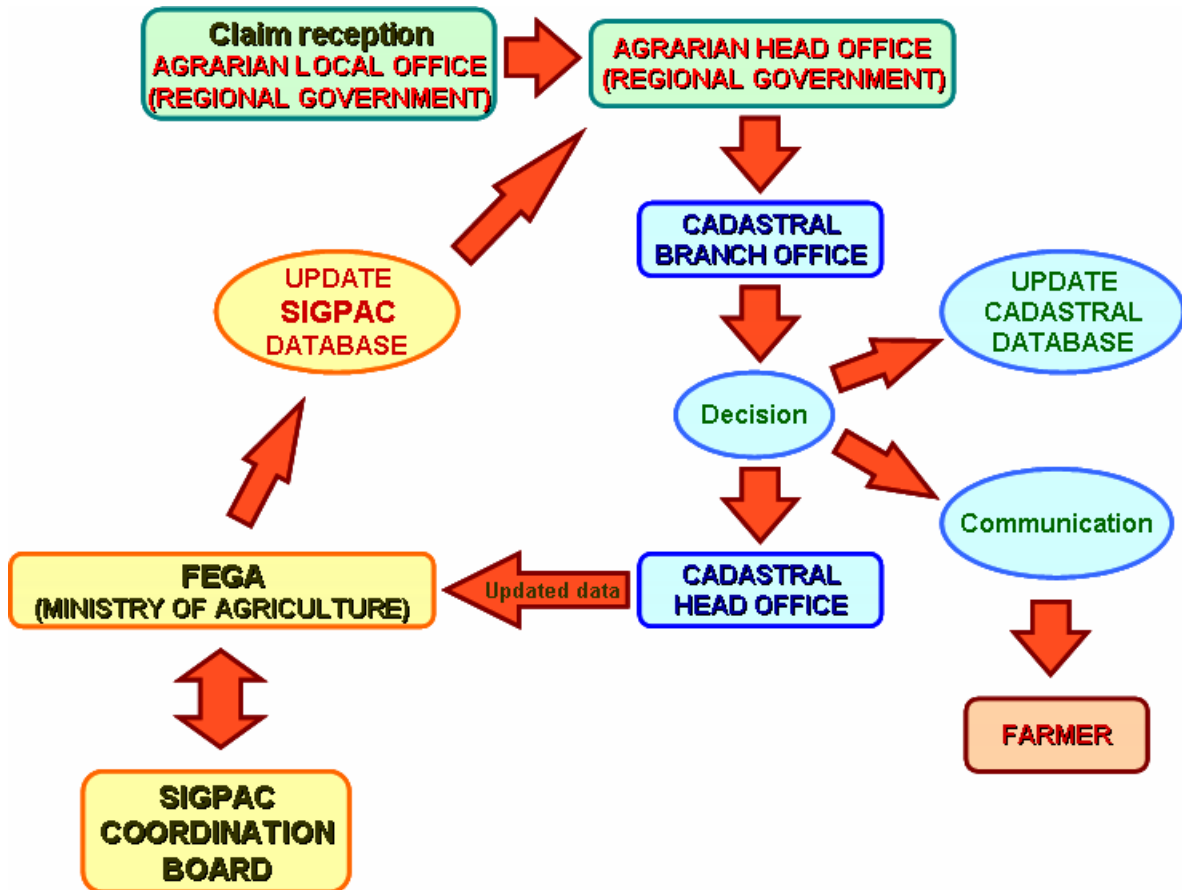 Claim reception
AGRARIAN LOCAL OFFICE
(REGIONAL GOVERNMENT)
AGRARIAN HEAD OFFICE
(REGIONAL GOVERNMENT)
CADASTRAL
BRANCH OFFICE
UPDATE
SIGPAC
DATABASE
UPDATE
CADASTRAL
DATABASE
Decision
Communication
FEGA
(MINISTRY OF AGRICULTURE)
Updated data
CADASTRAL
HEAD OFFICE
FARMER
SIGPAC
COORDINATION
BOARD